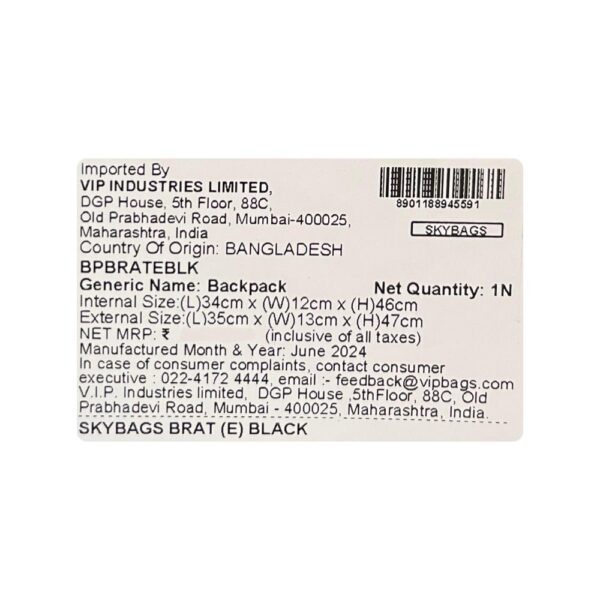 Imported By
VIP INDUSTRIES LIMITED,
DGP House, 5th Floor, 88C,
Old Prabhadevi Road, Mumbai-400025,
Maharashtra, India
Country Of Origin: BANGLADESH
8901188945591
SKYBAGS
BPBRATEBLK
Generic Name: Backpack
Net Quantity: 1N
Internal Size:(L)34cm x (W)12cm x (H)46cm
External Size:(L)35cm x (W)13cm x (H)47cm
NET MRP: ₹ (inclusive of all taxes)
Manufactured Month & Year: June 2024
In case of consumer complaints, contact consumer
executive : 022-4172 4444, email :- feedback@vipbags.com
V.I.P. Industries limited, DGP House ,5thFloor, 88C, Old
Prabhadevi Road, Mumbai - 400025, Maharashtra, India.
SKYBAGS BRAT (E) BLACK